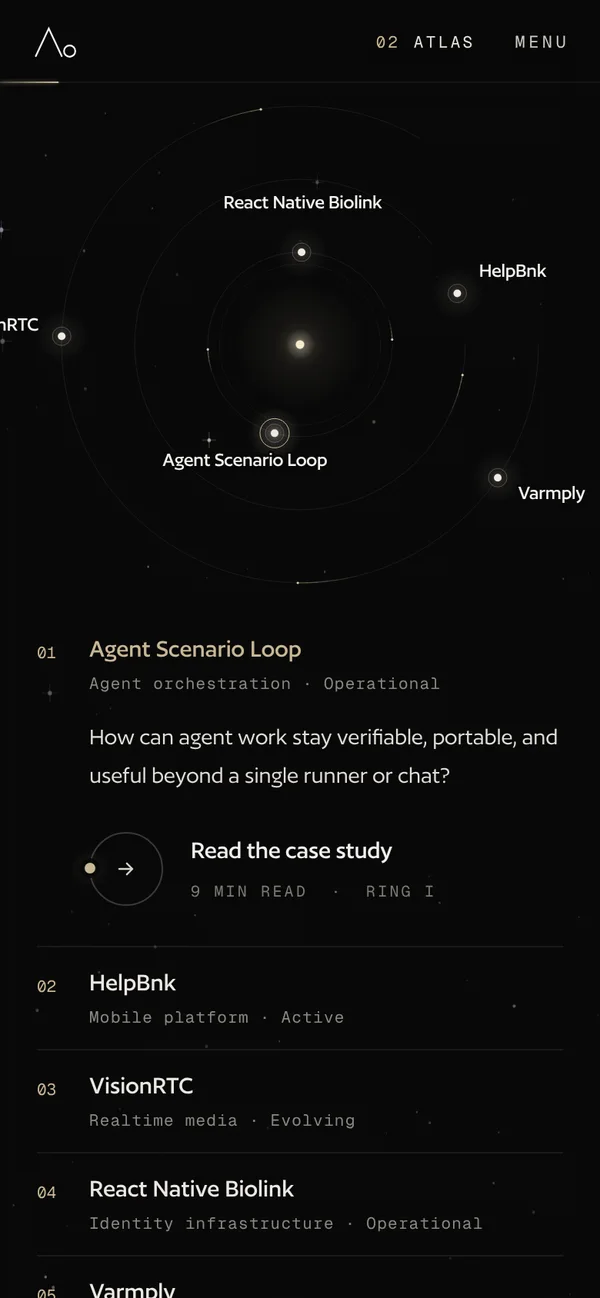 02 ATLAS MENU
React Native Biolink
HelpBnk
nRTC
Agent Scenario Loop
Varmply
01 Agent Scenario Loop
Agent orchestration · Operational
How can agent work stay verifiable, portable, and
useful beyond a single runner or chat?
→ Read the case study
9 MIN READ · RING I
02 HelpBnk
Mobile platform · Active
03 VisionRTC
Realtime media · Evolving
04 React Native Biolink
Identity infrastructure · Operational
05 Varmply